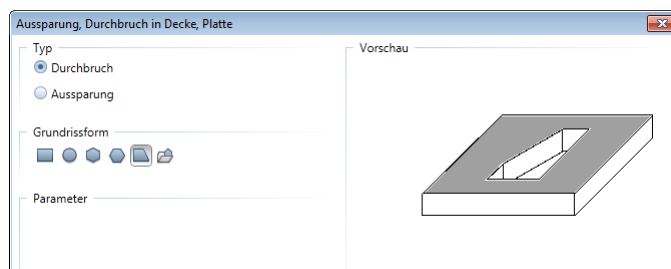 Aussparung, Durchbruch in Decke, Platte
Typ
Durchbruch
Aussparung
Grundrissform
Parameter
Vorschau